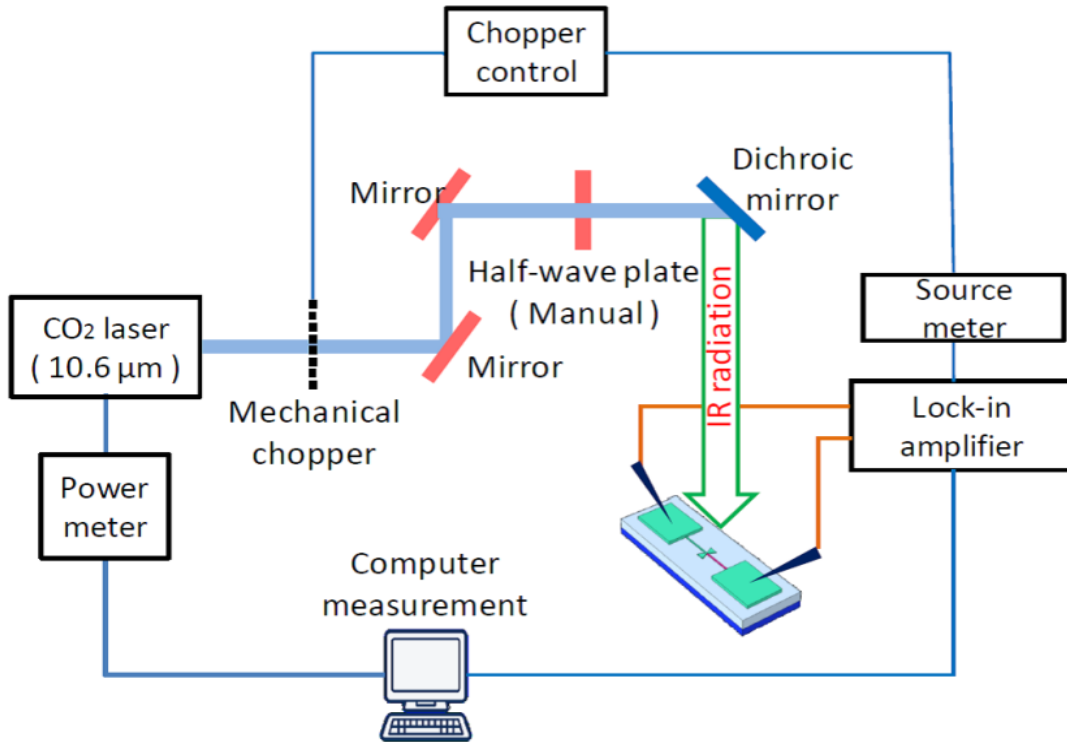 Chopper
control
Dichroic
mirror
Mirror
Half-wave plate
( Manual )
IR radiation
Source
meter
CO₂ laser
( 10.6 µm )
Mirror
Mechanical
chopper
Lock-in
amplifier
Power
meter
Computer
measurement